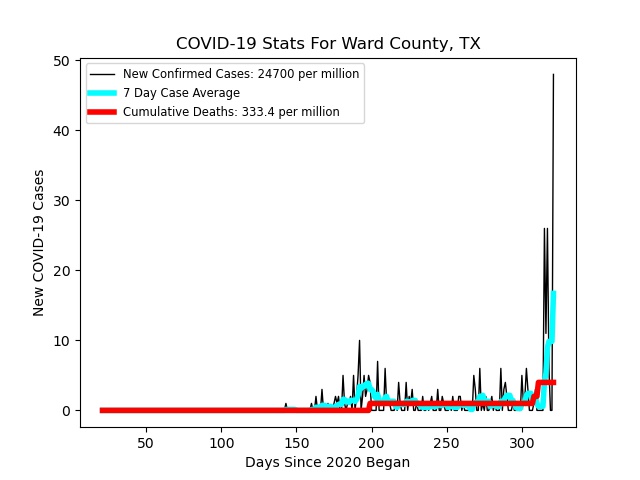 COVID-19 Stats For Ward County, TX
New Confirmed Cases: 24700 per million
7 Day Case Average
Cumulative Deaths: 333.4 per million
New COVID-19 Cases
50
40
30
20
10
0
50 100 150 200 250 300
Days Since 2020 Began